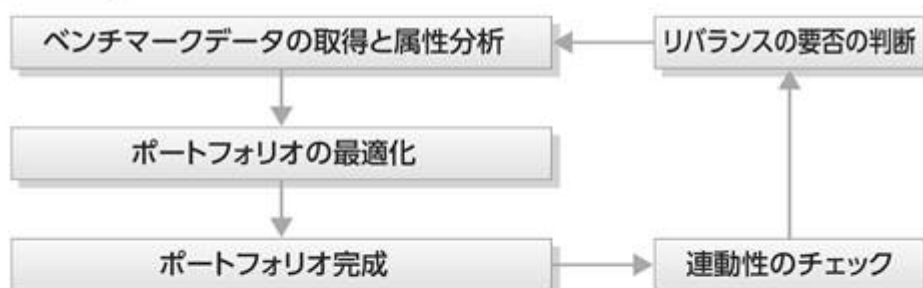 ベンチマークデータの取得と属性分析
リバランスの要否の判断
ポートフォリオの最適化
ポートフォリオ完成
連動性のチェック